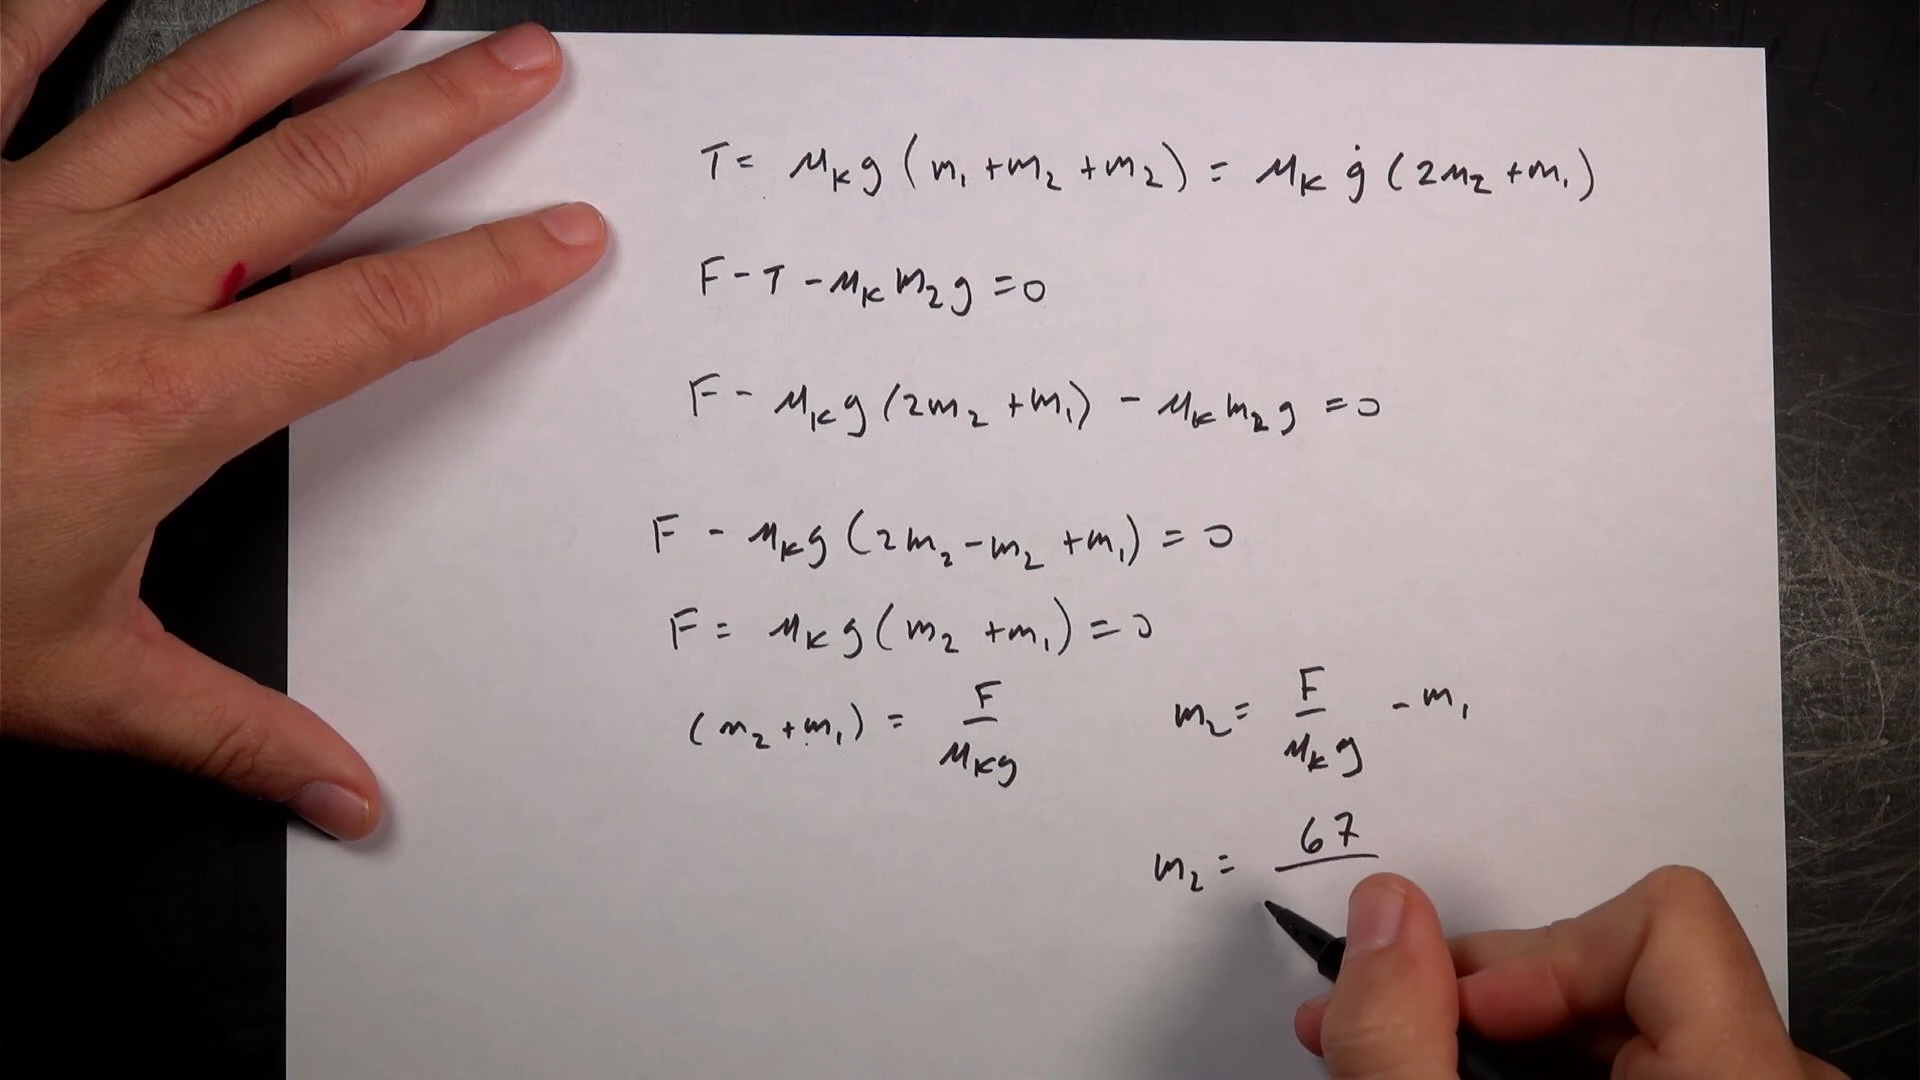 T = μₖ g (m₁ + m₂ + m₂) = μₖ g (2m₂ + m₁)
F - T - μₖ m₂ g = 0
F - μₖ g (2m₂ + m₁) - μₖ m₂ g = 0
F - μₖ g (2m₂ - m₂ + m₁) = 0
F = μₖ g (m₂ + m₁) = 0
(m₂ + m₁) = F / μₖ g
m₂ = F / μₖ g - m₁
m₂ = 67 /